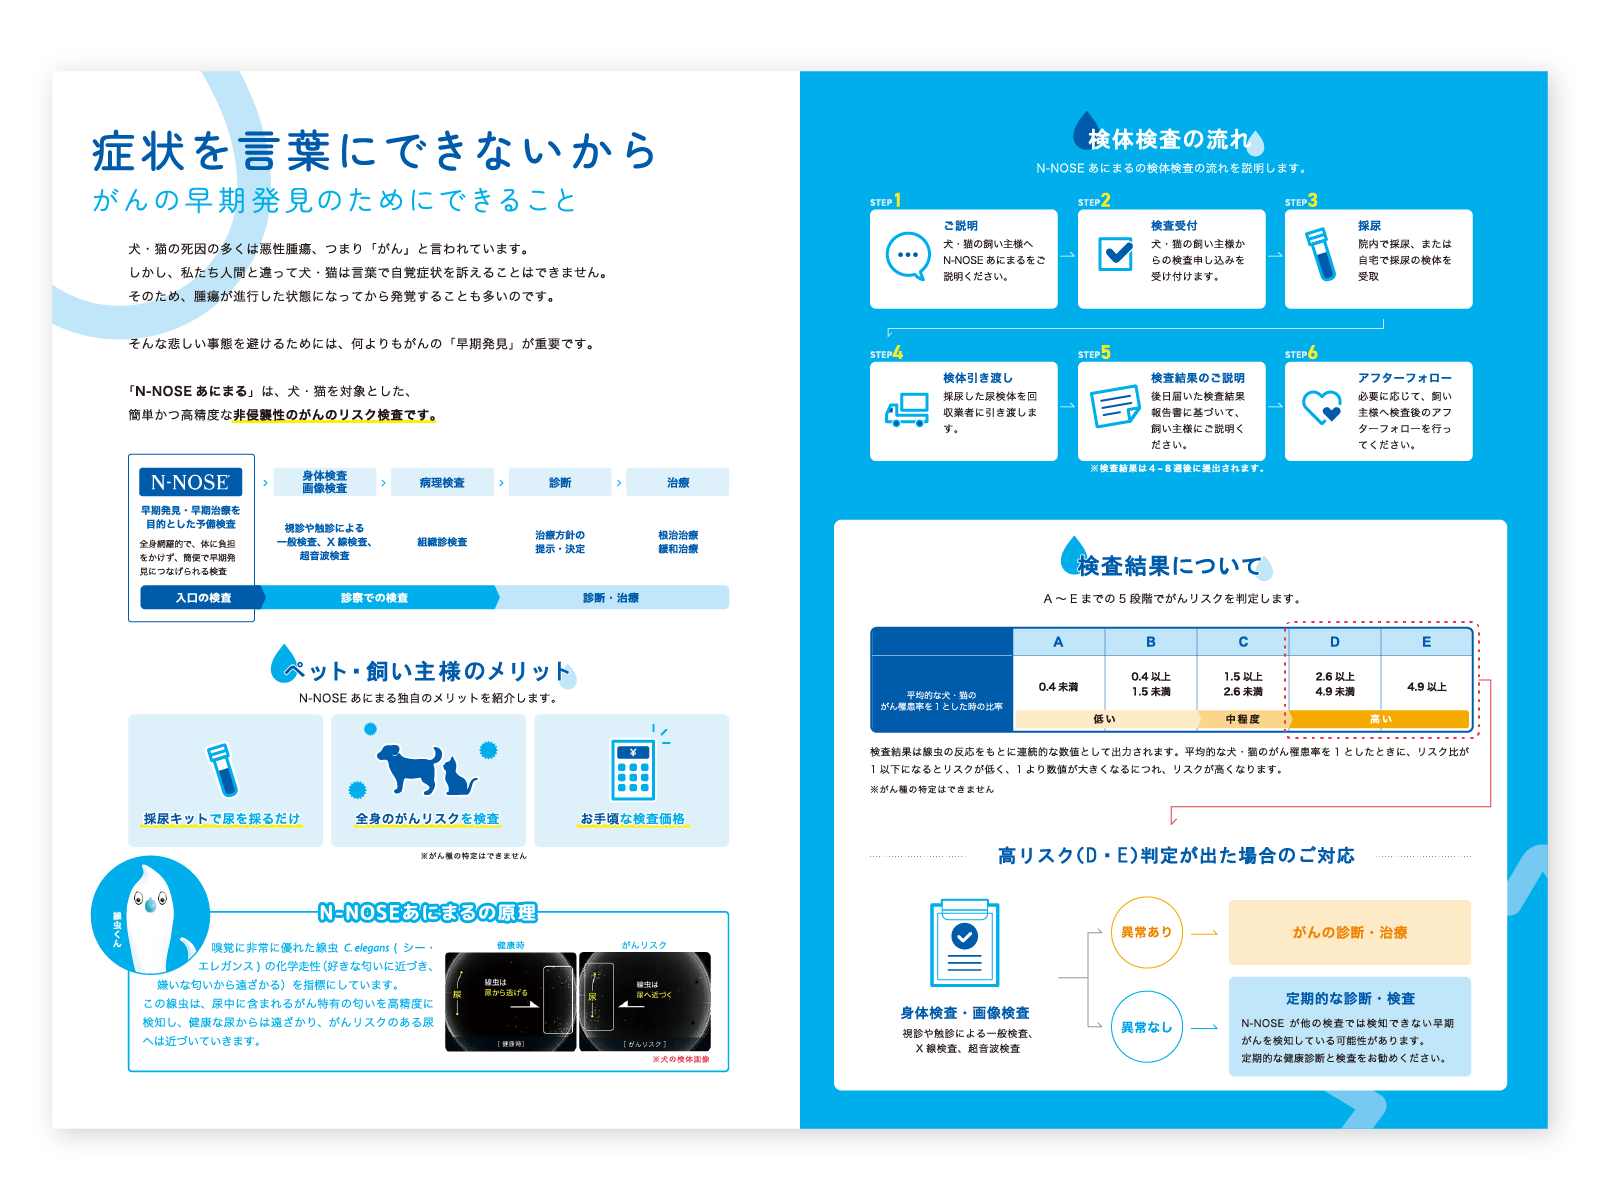 症状を言葉にできないから
がんの早期発見のためにできること
犬・猫の死因の多くは悪性腫瘍、つまり「がん」と言われています。
しかし、私たち人間と違って犬・猫は言葉で自覚症状を訴えることはできません。
そのため、腫瘍が進行した状態になってから発覚することも多いのです。
そんな悲しい事態を避けるためには、何よりもがんの「早期発見」が重要です。
「N-NOSE あにまる」は、犬・猫を対象とした、
簡単かつ高精度な非侵襲性のがんのリスク検査です。
N-NOSE
早期発見・早期治療を
目的とした予備検査
全身網羅的で、体に負担
をかけず、簡便で早期発
見につなげられる検査
身体検査
画像検査
視診や触診による
一般検査、X 線検査、
超音波検査
病理検査
組織診検査
診断
治療方針の
提示・決定
治療
根治治療
緩和治療
入口の検査
診察での検査
診断・治療
ペット・飼い主様のメリット
N-NOSE あにまる独自のメリットを紹介します。
採尿キットで尿を採るだけ
全身のがんリスクを検査
¥
お手頃な検査価格
※がん種の特定はできません
線虫くん
N-NOSEあにまるの原理
嗅覚に非常に優れた線虫 C.elegans ( シー・
エレガンス ) の化学走性（好きな匂いに近づき、
嫌いな匂いから遠ざかる）を指標にしています。
この線虫は、尿中に含まれるがん特有の匂いを高精度に
検知し、健康な尿からは遠ざかり、がんリスクのある尿
へは近づいていきます。
健康時
尿
線虫は
尿から逃げる
[ 健康時 ]
がんリスク
尿
線虫は
尿へ近づく
[ がんリスク ]
※犬の検体画像
検体検査の流れ
N-NOSE あにまるの検体検査の流れを説明します。
STEP 1
ご説明
犬・猫の飼い主様へ
N-NOSE あにまるをご
説明ください。
STEP 2
検査受付
犬・猫の飼い主様か
らの検査申し込みを
受け付けます。
STEP 3
採尿
院内で採尿、または
自宅で採尿の検体を
受取
STEP 4
検体引き渡し
採尿した尿検体を回
収業者に引き渡しま
す。
STEP 5
検査結果のご説明
後日届いた検査結果
報告書に基づいて、
飼い主様にご説明く
ださい。
※検査結果は4～8週後に提出されます。
STEP 6
アフターフォロー
必要に応じて、飼い
主様へ検査後のアフ
ターフォローを行っ
てください。
検査結果について
A ～ E までの 5 段階でがんリスクを判定します。
A B C D E
平均的な犬・猫の
がん罹患率を 1 とした時の比率
0.4 未満
0.4 以上
1.5 未満
1.5 以上
2.6 未満
2.6 以上
4.9 未満
4.9 以上
低い
中程度
高い
検査結果は線虫の反応をもとに連続的な数値として出力されます。平均的な犬・猫のがん罹患率を 1 としたときに、リスク比が
1 以下になるとリスクが低く、1 より数値が大きくなるにつれ、リスクが高くなります。
※がん種の特定はできません
高リスク（D・E）判定が出た場合のご対応
身体検査・画像検査
視診や触診による一般検査、
X 線検査、超音波検査
異常あり
がんの診断・治療
異常なし
定期的な診断・検査
N-NOSE が他の検査では検知できない早期
がんを検知している可能性があります。
定期的な健康診断と検査をお勧めください。